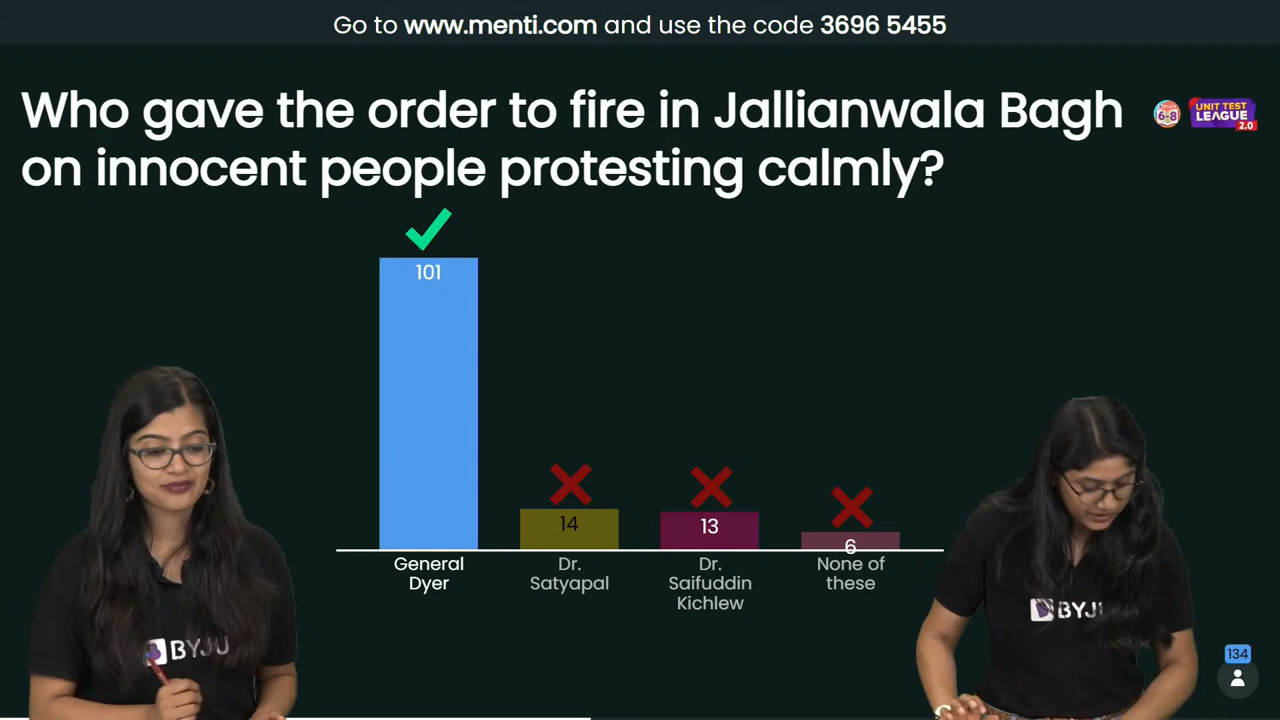 Go to www.menti.com and use the code 3696 5455
Who gave the order to fire in Jallianwala Bagh
on innocent people protesting calmly?
6-8
UNIT TEST
LEAGUE
2.0
101
14
13
6
General
Dyer
Dr.
Satyapal
Dr.
Saifuddin
Kichlew
None of
these
BYJU
BYJU
134